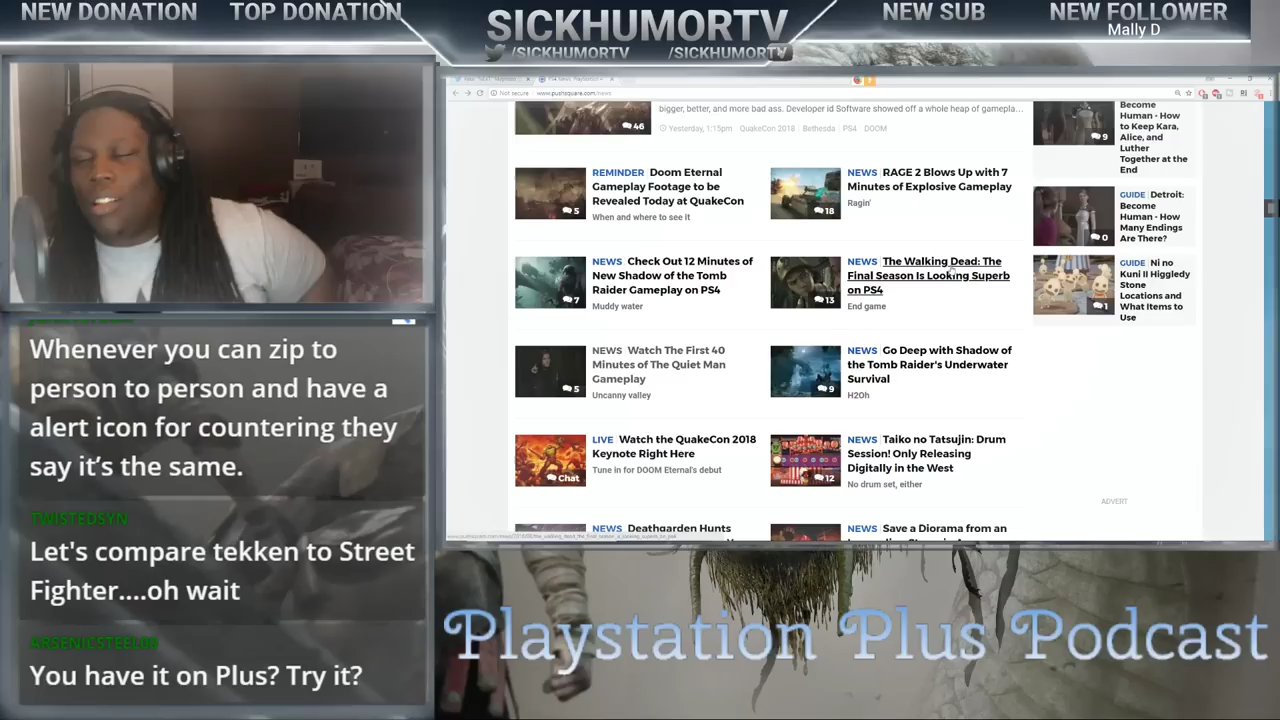 NEW DONATION
TOP DONATION
SICKHUMORTV
/SICKHUMORTV
/SICKHUMORTV
NEW SUB
NEW FOLLOWER
Mally D
Not secure
www.pushsquare.com/news
bigger, better, and more bad ass. Developer id Software showed off a whole heap of gamepla…
46
Yesterday, 1:15pm
QuakeCon 2018
Bethesda
PS4
DOOM
REMINDER Doom Eternal
Gameplay Footage to be
Revealed Today at QuakeCon
When and where to see it
5
NEWS RAGE 2 Blows Up with 7
Minutes of Explosive Gameplay
Ragin'
18
NEWS Check Out 12 Minutes of
New Shadow of the Tomb
Raider Gameplay on PS4
Muddy water
7
NEWS The Walking Dead: The
Final Season Is Looking Superb
on PS4
End game
13
NEWS Watch The First 40
Minutes of The Quiet Man
Gameplay
Uncanny valley
5
NEWS Go Deep with Shadow of
the Tomb Raider's Underwater
Survival
H2Oh
9
LIVE Watch the QuakeCon 2018
Keynote Right Here
Tune in for DOOM Eternal's debut
Chat
NEWS Taiko no Tatsujin: Drum
Session! Only Releasing
Digitally in the West
No drum set, either
12
NEWS Deathgarden Hunts
NEWS Save a Diorama from an
Become
Human - How
to Keep Kara,
Alice, and
Luther
Together at the
End
9
GUIDE Detroit:
Become
Human - How
Many Endings
Are There?
0
GUIDE Ni no
Kuni II Higgledy
Stone
Locations and
What Items to
Use
1
ADVERT
Whenever you can zip to
person to person and have a
alert icon for countering they
say it's the same.
TWISTEDSYN
Let's compare tekken to Street
Fighter....oh wait
You have it on Plus? Try it?
Playstation Plus Podcast